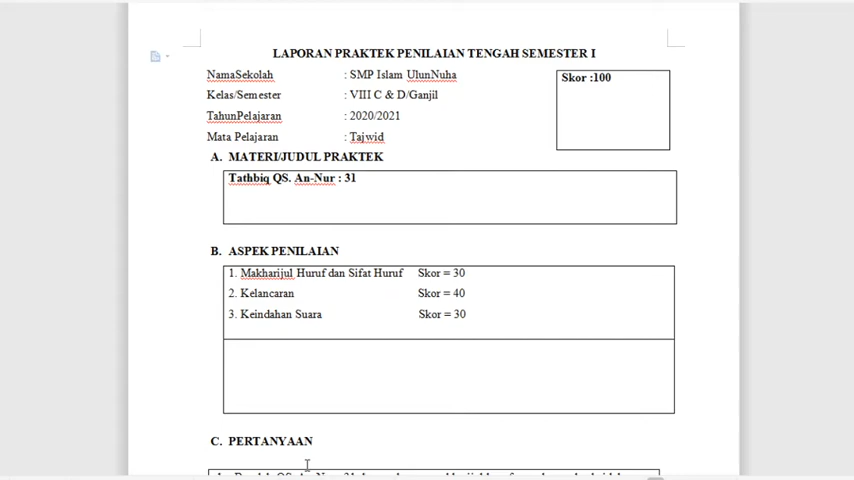 LAPORAN PRAKTEK PENILAIAN TENGAH SEMESTER I
NamaSekolah : SMP Islam UlunNuha
Skor :100
Kelas/Semester : VIII C & D/Ganjil
TahunPelajaran : 2020/2021
Mata Pelajaran : Tajwid
A. MATERI/JUDUL PRAKTEK
Tathbiq QS. An-Nur : 31
B. ASPEK PENILAIAN
1. Makharijul Huruf dan Sifat Huruf Skor = 30
2. Kelancaran Skor = 40
3. Keindahan Suara Skor = 30
C. PERTANYAAN